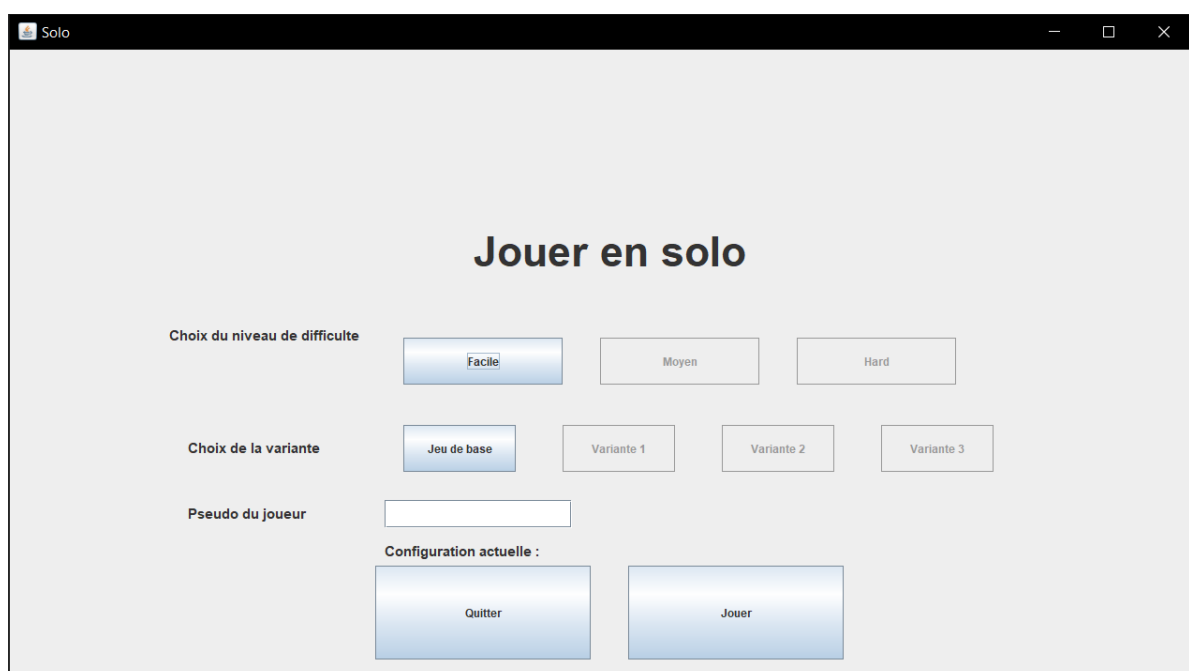 Solo
Jouer en solo
Choix du niveau de difficulte
Facile
Moyen
Hard
Choix de la variante
Jeu de base
Variante 1
Variante 2
Variante 3
Pseudo du joueur
Configuration actuelle :
Quitter
Jouer